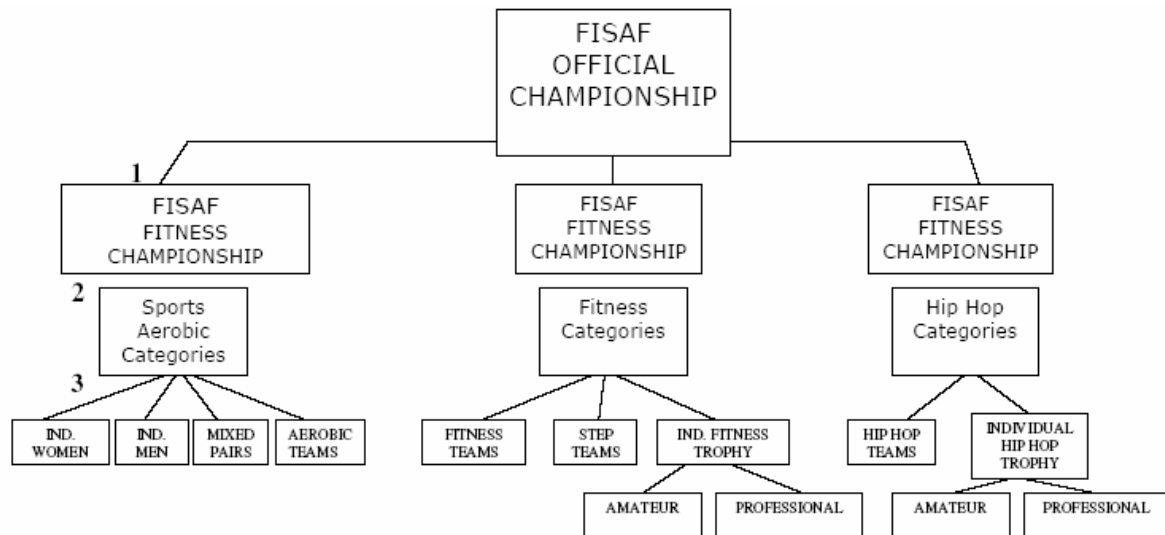 FISAF
OFFICIAL
CHAMPIONSHIP
1
FISAF
FITNESS
CHAMPIONSHIP
FISAF
FITNESS
CHAMPIONSHIP
FISAF
FITNESS
CHAMPIONSHIP
2
Sports
Aerobic
Categories
Fitness
Categories
Hip Hop
Categories
3
IND.
WOMEN
IND.
MEN
MIXED
PAIRS
AEROBIC
TEAMS
FITNESS
TEAMS
STEP
TEAMS
IND. FITNESS
TROPHY
HIP HOP
TEAMS
INDIVIDUAL
HIP HOP
TROPHY
AMATEUR
PROFESSIONAL
AMATEUR
PROFESSIONAL